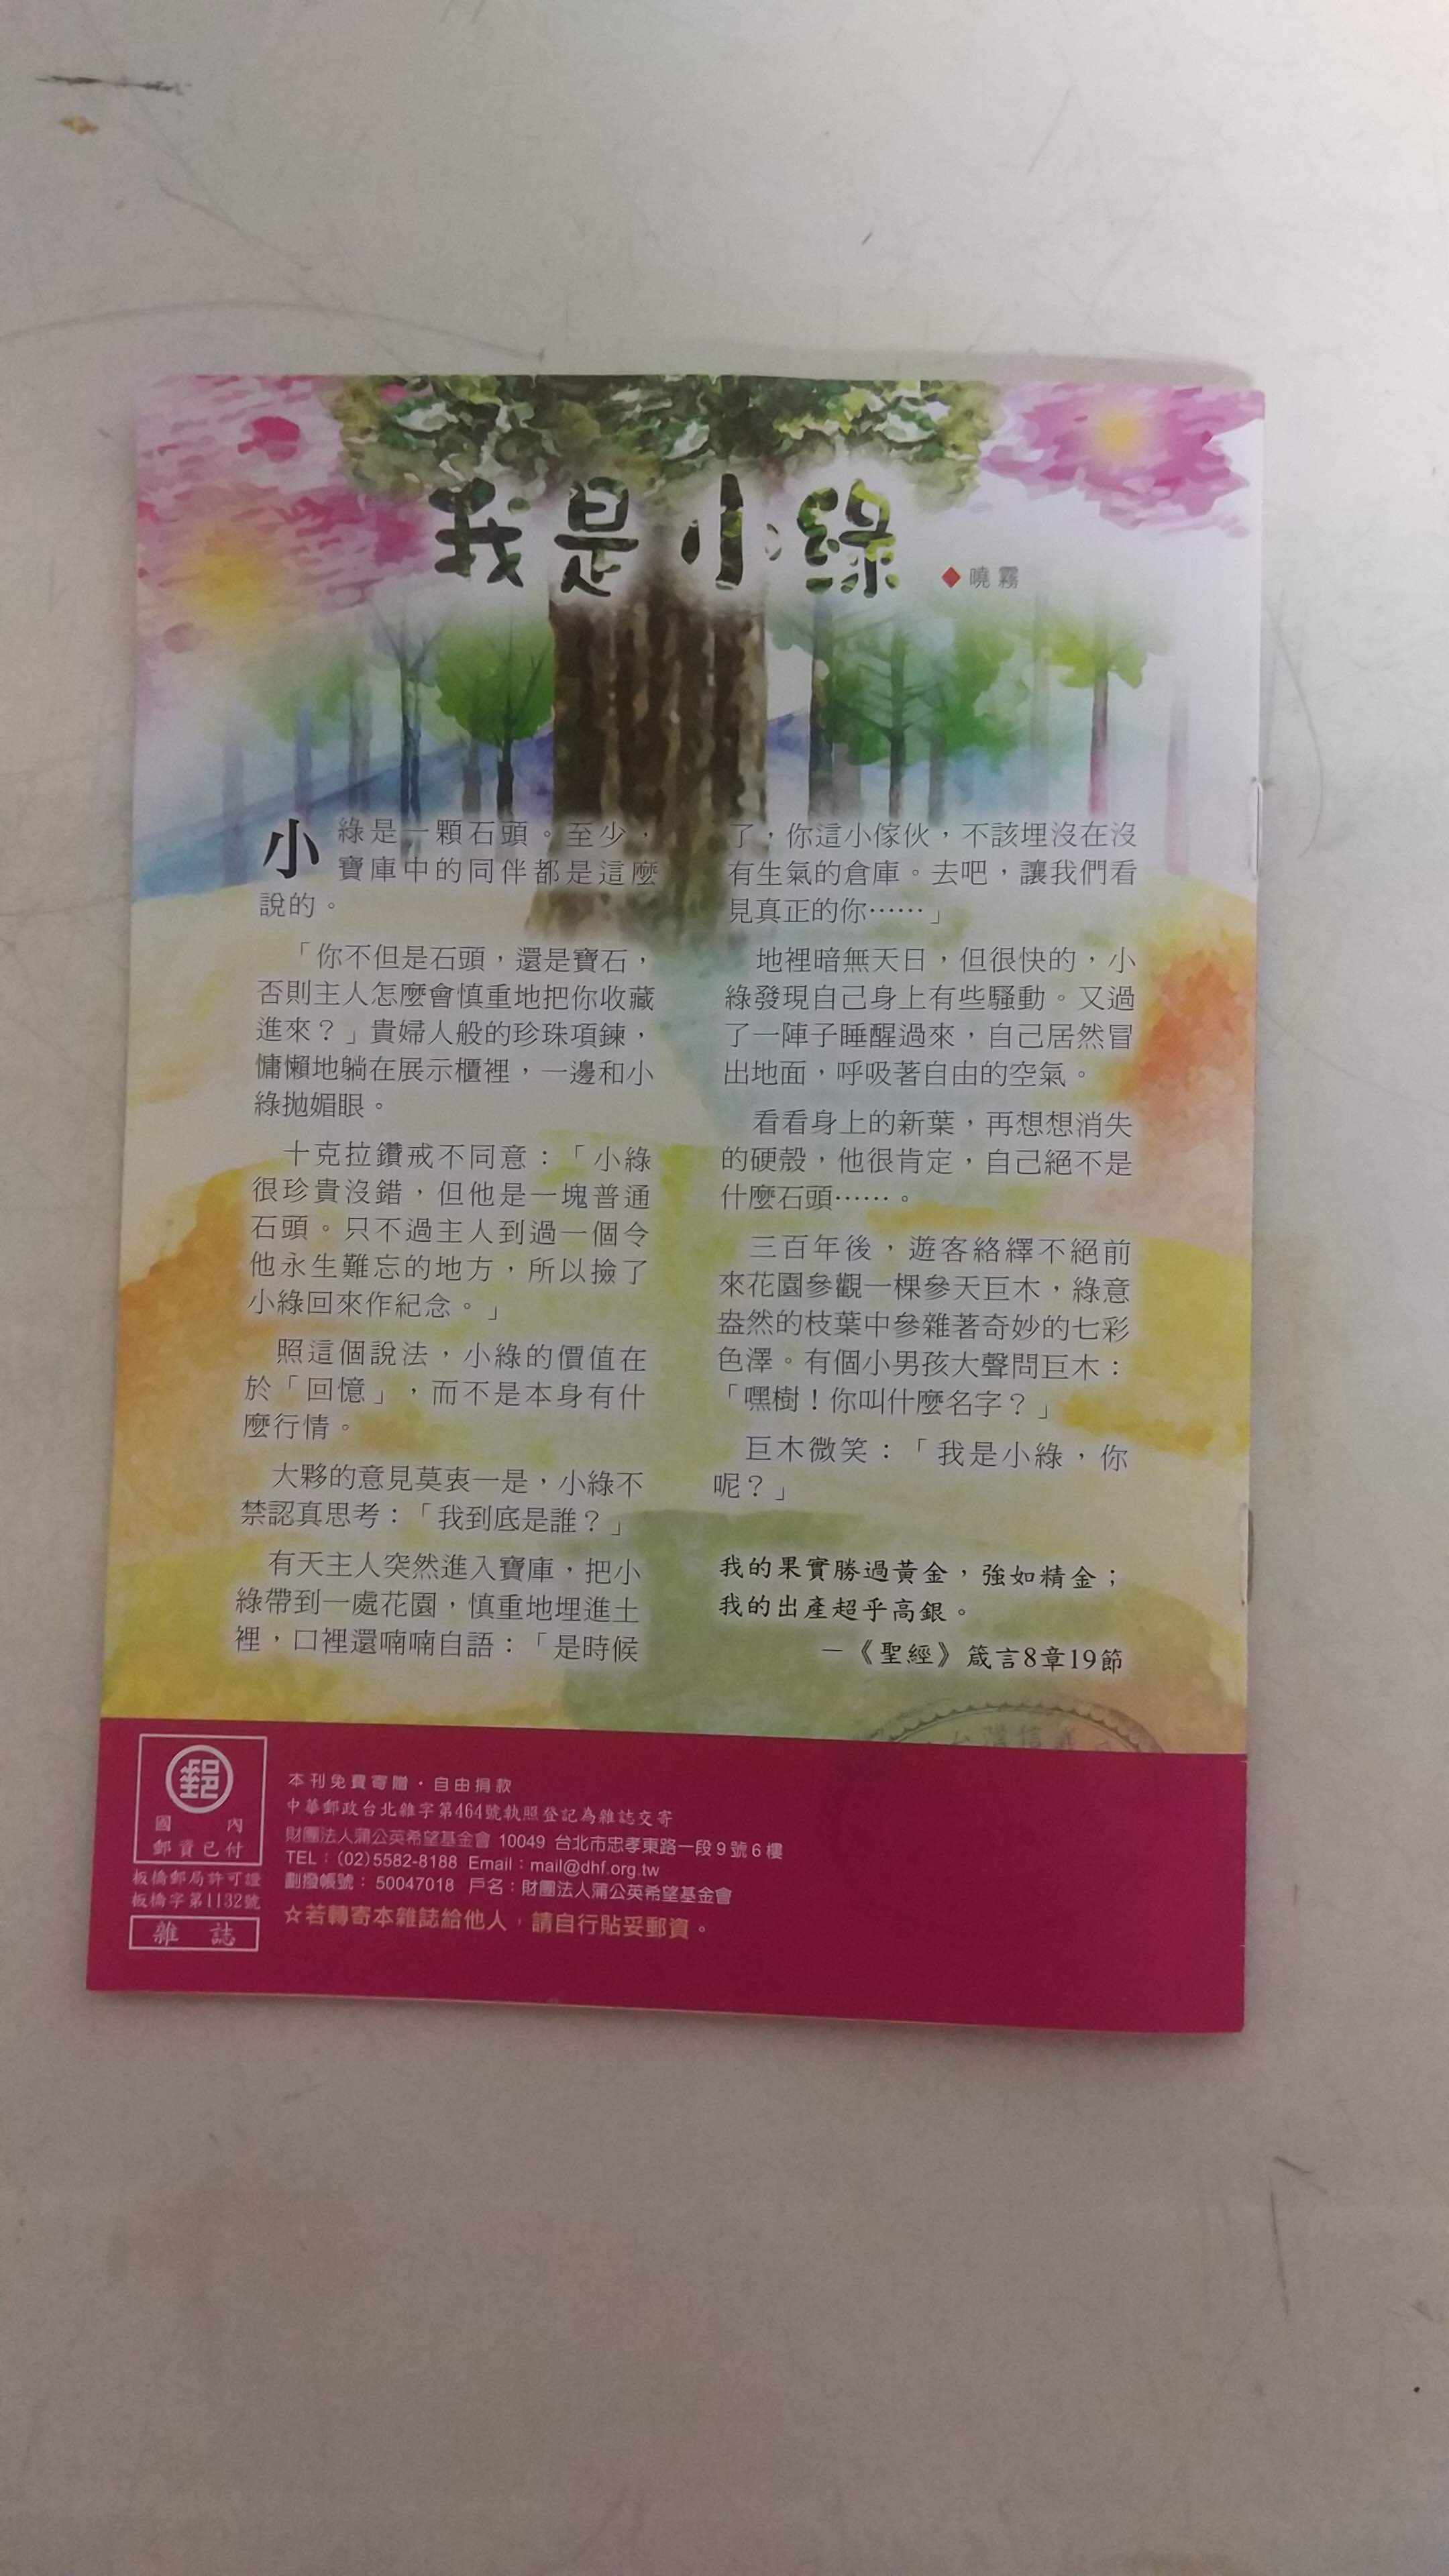 我是小綠
◆曉霧
小綠是一顆石頭。至少，
寶庫中的同伴都是這麼
說的。
「你不但是石頭，還是寶石，
否則主人怎麼會慎重地把你收藏
進來？」貴婦人般的珍珠項鍊，
慵懶地躺在展示櫃裡，一邊和小
綠拋媚眼。
十克拉鑽戒不同意：「小綠
很珍貴沒錯，但他是一塊普通
石頭。只不過主人到過一個令
他永生難忘的地方，所以撿了
小綠回來作紀念。」
照這個說法，小綠的價值在
於「回憶」，而不是本身有什
麼行情。
大夥的意見莫衷一是，小綠不
禁認真思考：「我到底是誰？」
有天主人突然進入寶庫，把小
綠帶到一處花園，慎重地埋進土
裡，口裡還喃喃自語：「是時候
了，你這小傢伙，不該埋沒在沒
有生氣的倉庫。去吧，讓我們看
見真正的你……」
地裡暗無天日，但很快的，小
綠發現自己身上有些騷動。又過
了一陣子睡醒過來，自己居然冒
出地面，呼吸著自由的空氣。
看看身上的新葉，再想想消失
的硬殼，他很肯定，自己絕不是
什麼石頭……。
三百年後，遊客絡繹不絕前
來花園參觀一棵參天巨木，綠意
盎然的枝葉中參雜著奇妙的七彩
色澤。有個小男孩大聲問巨木：
「嘿樹！你叫什麼名字？」
巨木微笑：「我是小綠，你
呢？」
我的果實勝過黃金，強如精金；
我的出產超乎高銀。
—《聖經》箴言8章19節
台灣信義
郵
國內
郵資已付
板橋郵局許可證
板橋字第1132號
雜誌
本刊免費寄贈・自由捐款
中華郵政台北雜字第464號執照登記為雜誌交寄
財團法人蒲公英希望基金會 10049 台北市忠孝東路一段9號6樓
TEL：(02)5582-8188 Email：mail@dhf.org.tw
劃撥帳號：50047018 戶名：財團法人蒲公英希望基金會
☆若轉寄本雜誌給他人，請自行貼妥郵資。